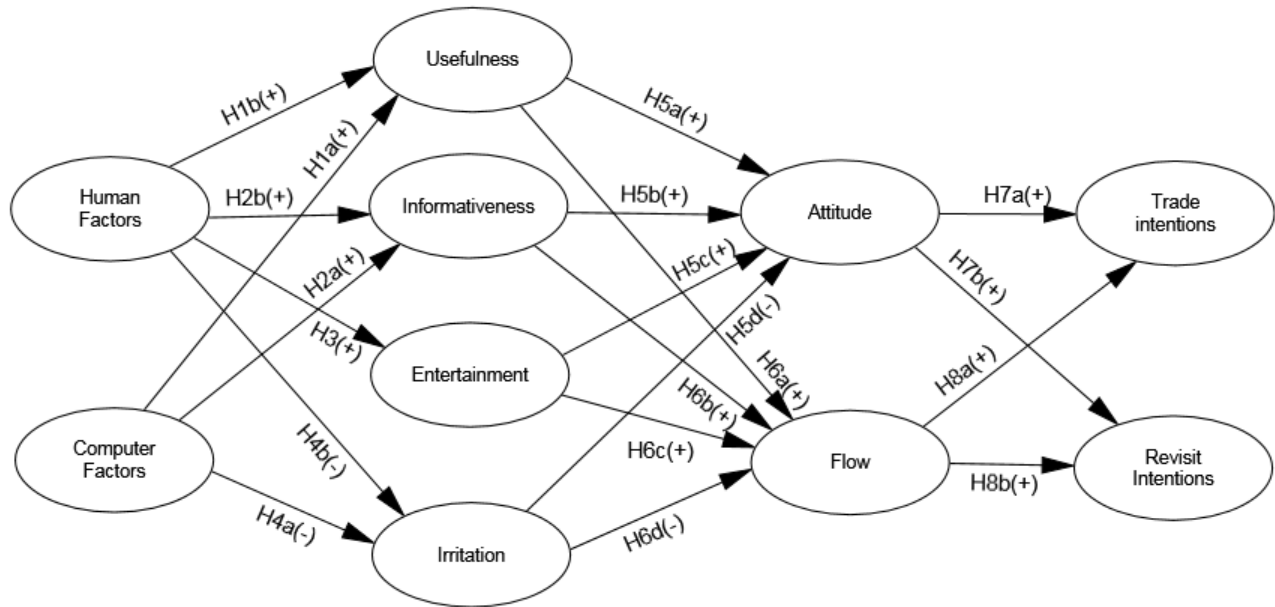 Usefulness
H1b(+)
H5a(+)
H1a(+)
Human
Factors
H2b(+)
Informativeness
H5b(+)
Attitude
H7a(+)
Trade
intentions
H2a(+)
H5c(+)
H7b(+)
H3(+)
H5d(-)
Entertainment
H6a(+)
H8a(+)
H6b(+)
Computer
Factors
H4b(-)
H6c(+)
Flow
H8b(+)
Revisit
Intentions
H4a(-)
H6d(-)
Irritation